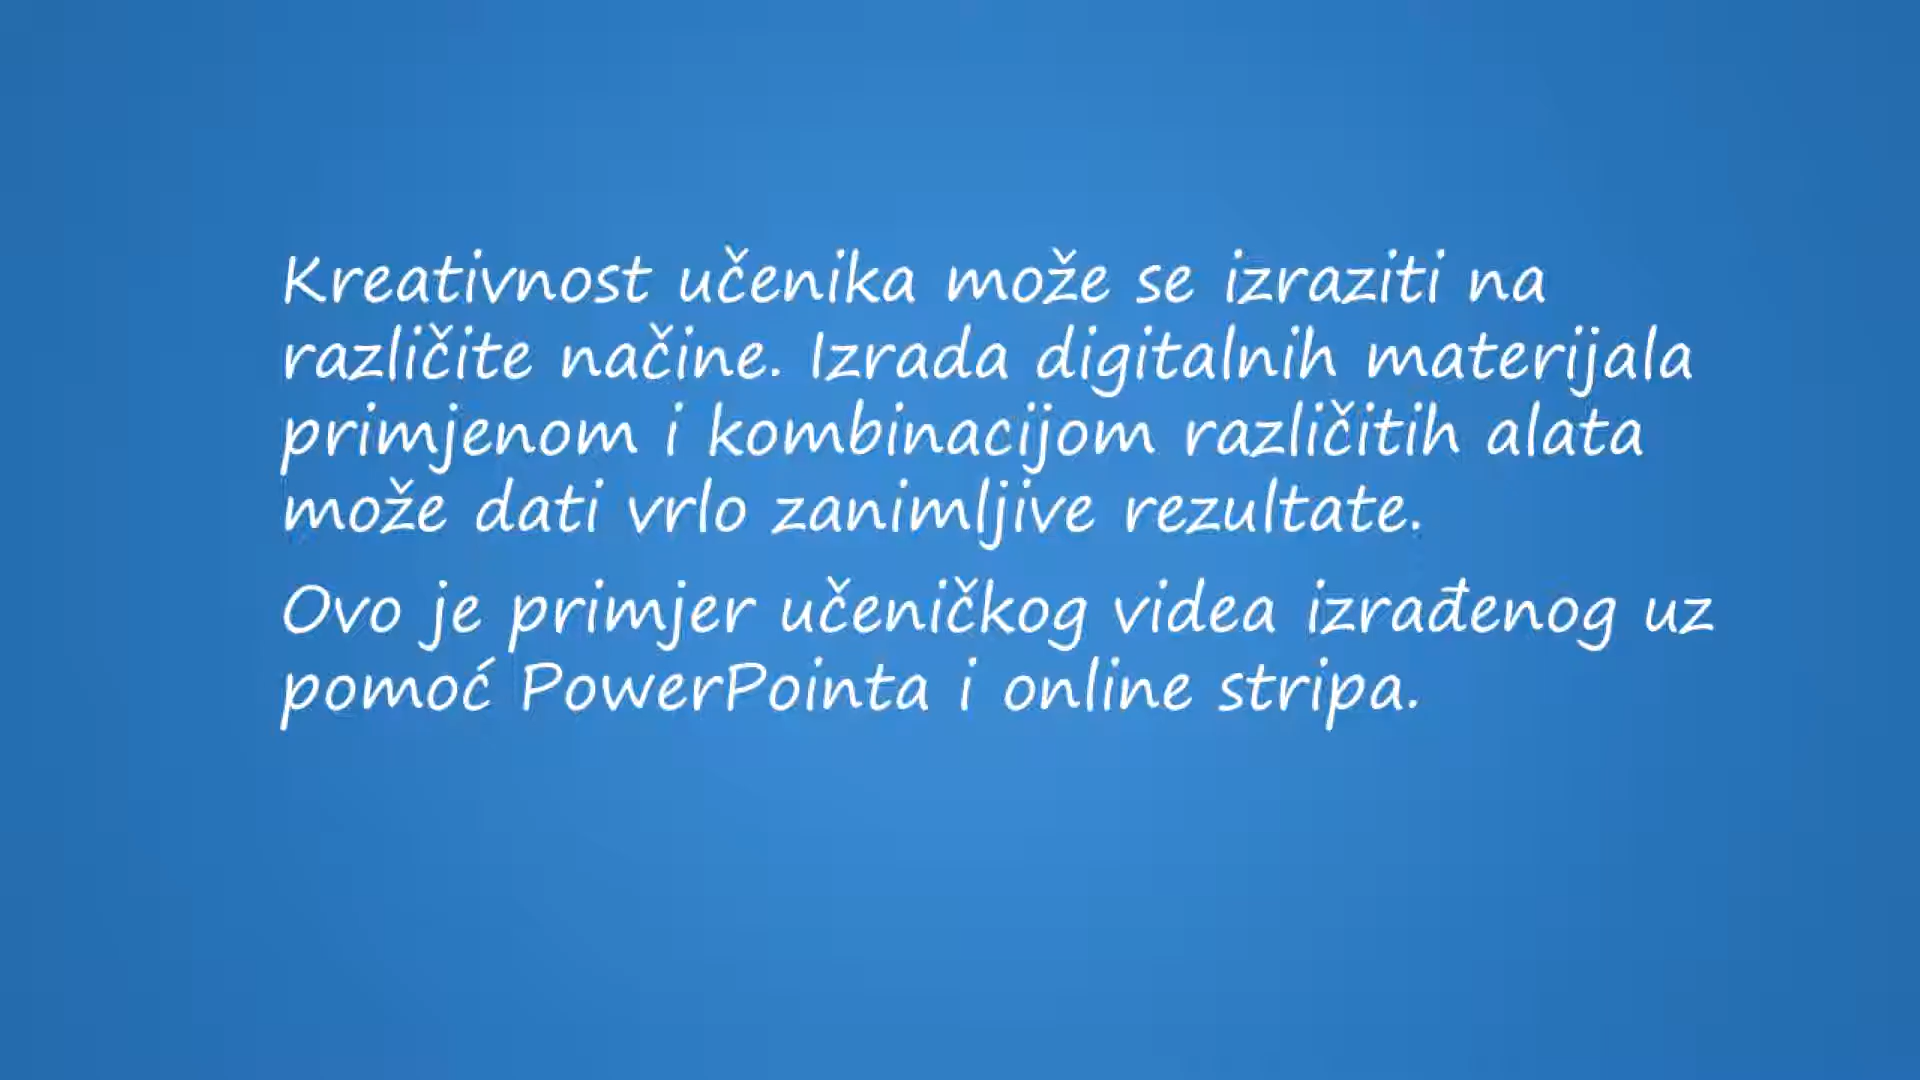 Kreativnost učenika može se izraziti na
različite načine. Izrada digitalnih materijala
primjenom i kombinacijom različitih alata
može dati vrlo zanimljive rezultate.
Ovo je primjer učeničkog videa izrađenog uz
pomoć PowerPointa i online stripa.